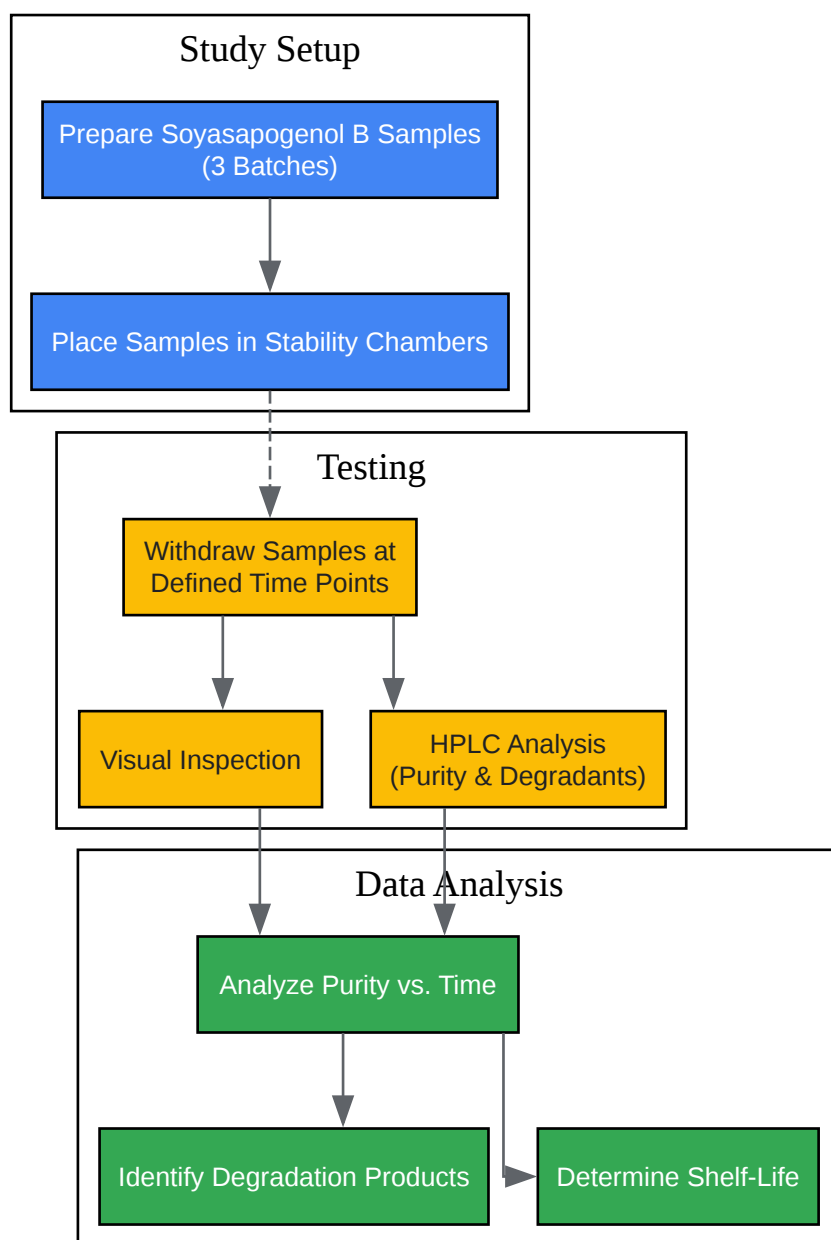 Study Setup
Prepare Soyasapogenol B Samples
(3 Batches)
Place Samples in Stability Chambers
Testing
Withdraw Samples at
Defined Time Points
Visual Inspection
HPLC Analysis
(Purity & Degradants)
Data Analysis
Analyze Purity vs. Time
Identify Degradation Products
Determine Shelf-Life